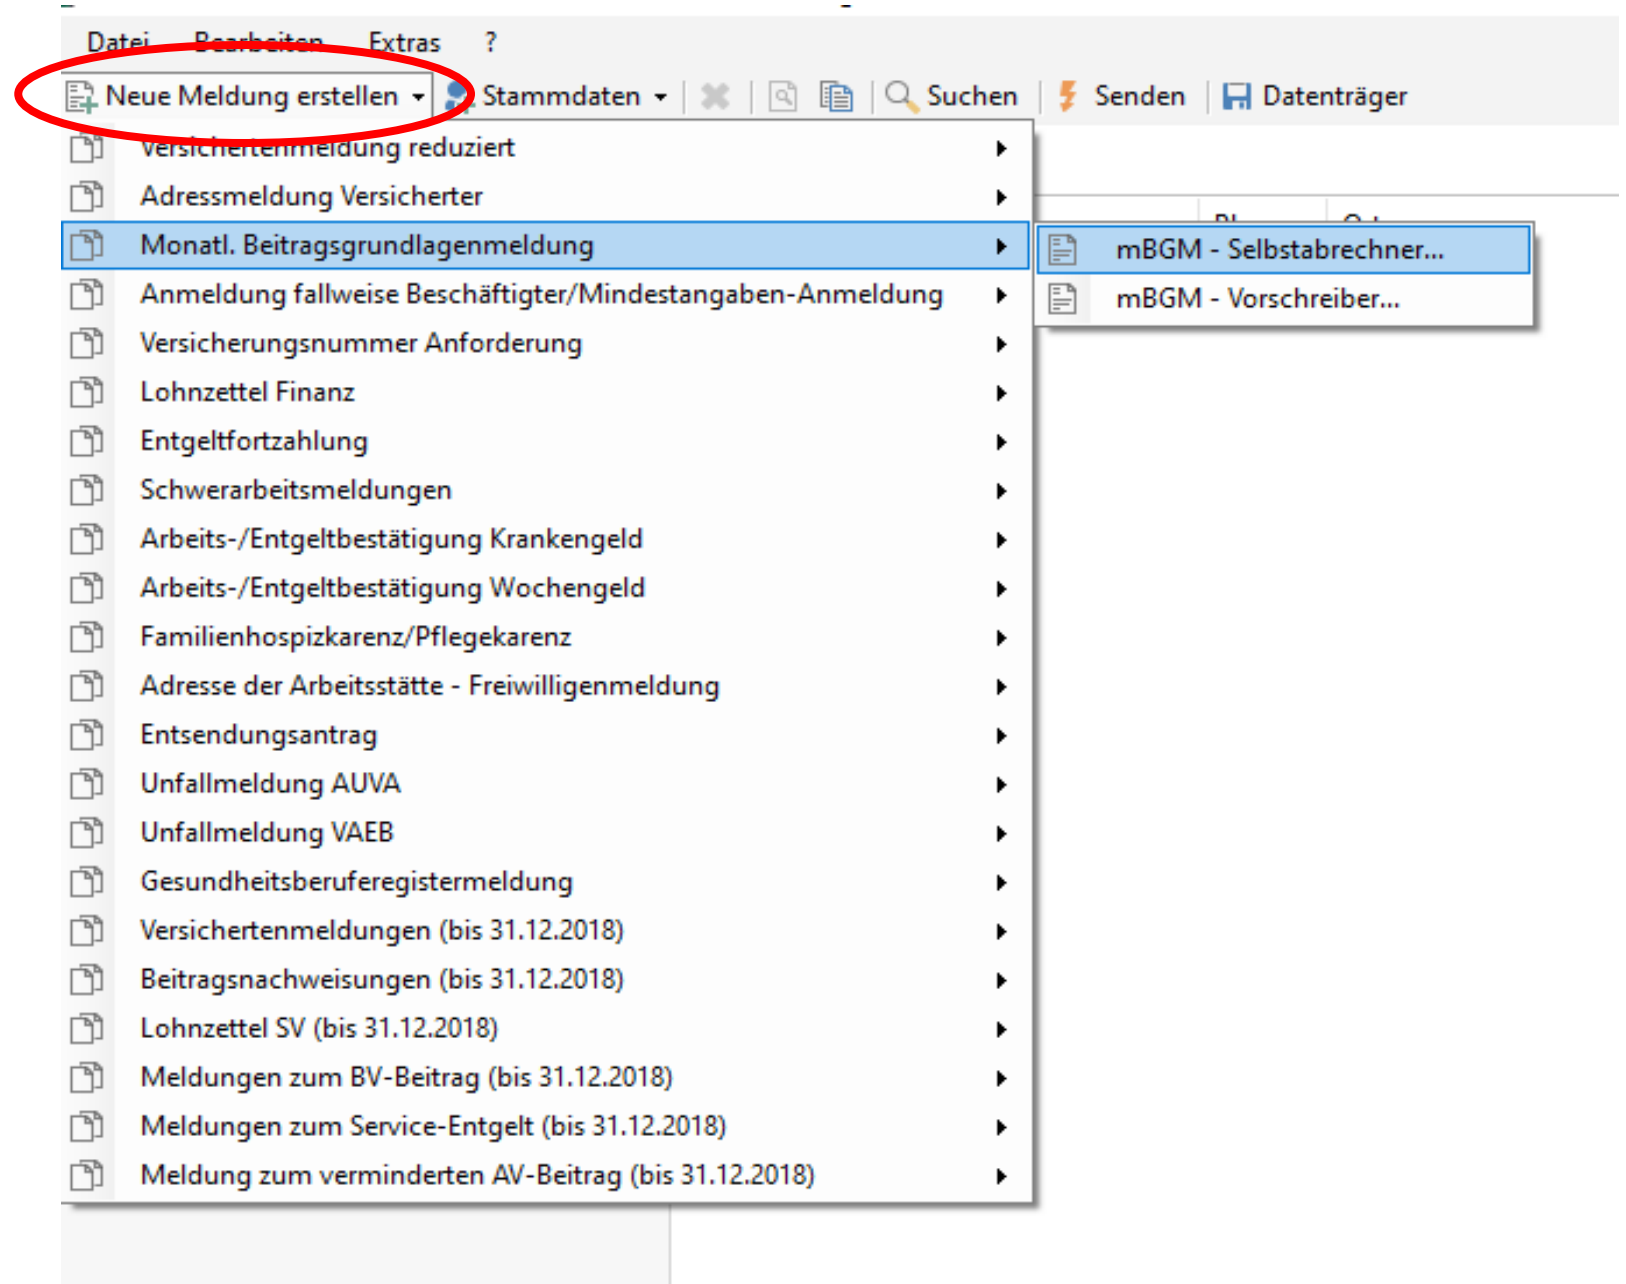 Datei Bearbeiten Extras ?
Neue Meldung erstellen Stammdaten Suchen Senden Datenträger
Versichertenmeldung reduziert
Adressmeldung Versicherter
Monatl. Beitragsgrundlagenmeldung
mBGM - Selbstabrechner...
Anmeldung fallweise Beschäftigter/Mindestangaben-Anmeldung
mBGM - Vorschreiber...
Versicherungsnummer Anforderung
Lohnzettel Finanz
Entgeltfortzahlung
Schwerarbeitsmeldungen
Arbeits-/Entgeltbestätigung Krankengeld
Arbeits-/Entgeltbestätigung Wochengeld
Familienhospizkarenz/Pflegekarenz
Adresse der Arbeitsstätte - Freiwilligenmeldung
Entsendungsantrag
Unfallmeldung AUVA
Unfallmeldung VAEB
Gesundheitsberuferegistermeldung
Versichertenmeldungen (bis 31.12.2018)
Beitragsnachweisungen (bis 31.12.2018)
Lohnzettel SV (bis 31.12.2018)
Meldungen zum BV-Beitrag (bis 31.12.2018)
Meldungen zum Service-Entgelt (bis 31.12.2018)
Meldung zum verminderten AV-Beitrag (bis 31.12.2018)